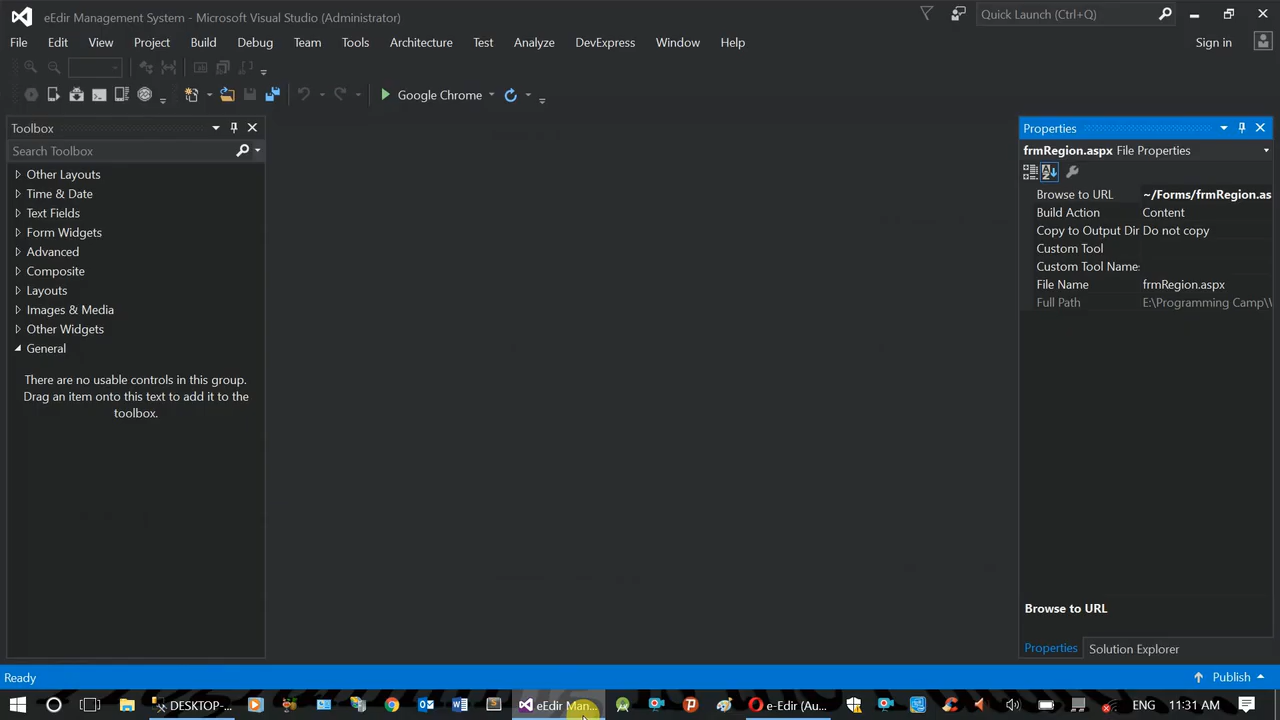 eEdir Management System - Microsoft Visual Studio (Administrator)
Quick Launch (Ctrl+Q)
File Edit View Project Build Debug Team Tools Architecture Test Analyze DevExpress Window Help
Sign in
Google Chrome
Toolbox
Search Toolbox
Other Layouts
Time & Date
Text Fields
Form Widgets
Advanced
Composite
Layouts
Images & Media
Other Widgets
General
There are no usable controls in this group.
Drag an item onto this text to add it to the
toolbox.
Properties
frmRegion.aspx File Properties
Browse to URL ~/Forms/frmRegion.as
Build Action Content
Copy to Output Dir Do not copy
Custom Tool
Custom Tool Name
File Name frmRegion.aspx
Full Path E:\Programming Camp\
Browse to URL
Properties Solution Explorer
Ready
Publish
DESKTOP-...
eEdir Man...
e-Edir (Au...
ENG
11:31 AM